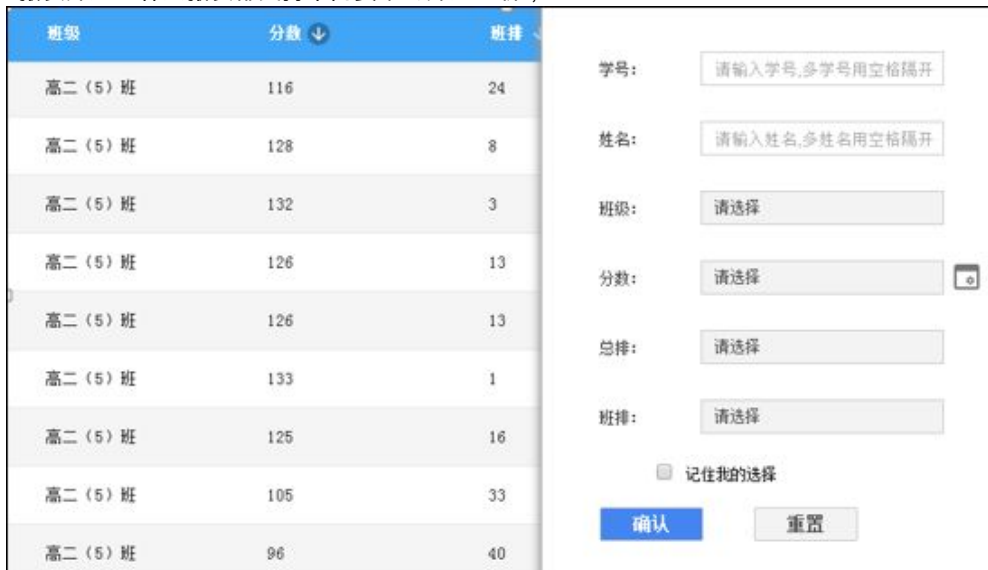 班级 分数 班排
高二（5）班 116 24
高二（5）班 128 8
高二（5）班 132 3
高二（5）班 126 13
高二（5）班 126 13
高二（5）班 133 1
高二（5）班 125 16
高二（5）班 105 33
高二（5）班 96 40
学号： 请输入学号,多学号用空格隔开
姓名： 请输入姓名,多姓名用空格隔开
班级： 请选择
分数： 请选择
总排： 请选择
班排： 请选择
记住我的选择
确认 重置